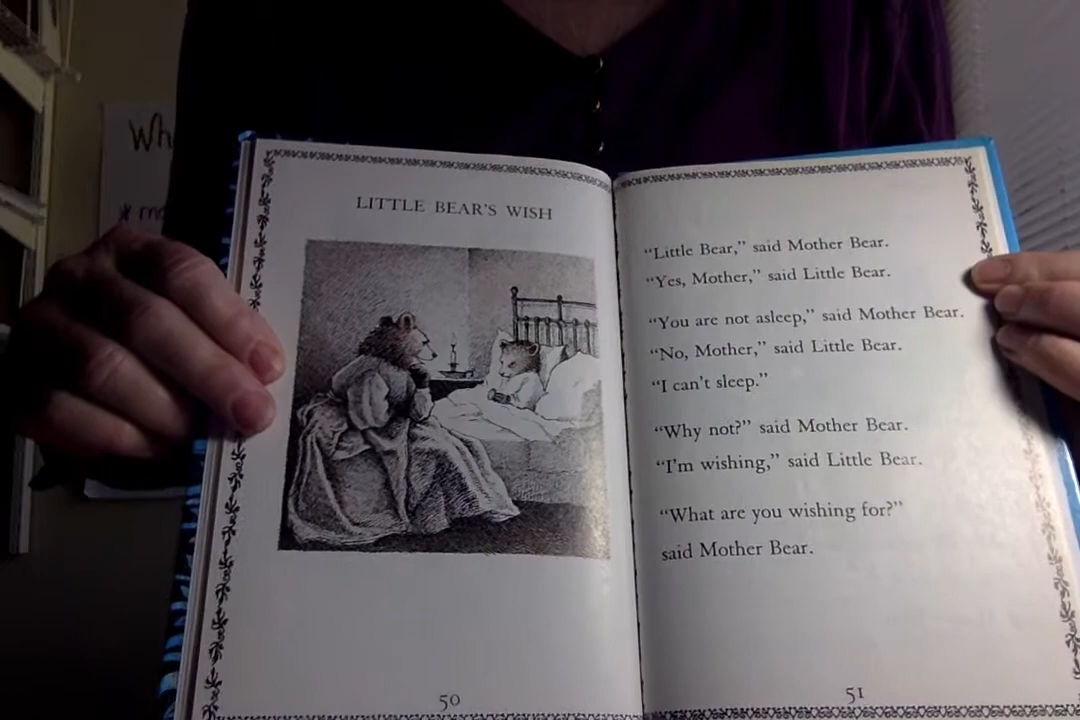 Wh
LITTLE BEAR'S WISH
“Little Bear,” said Mother Bear.
“Yes, Mother,” said Little Bear.
“You are not asleep,” said Mother Bear.
“No, Mother,” said Little Bear.
“I can't sleep.”
“Why not?” said Mother Bear.
“I'm wishing,” said Little Bear.
“What are you wishing for?”
said Mother Bear.
50
51